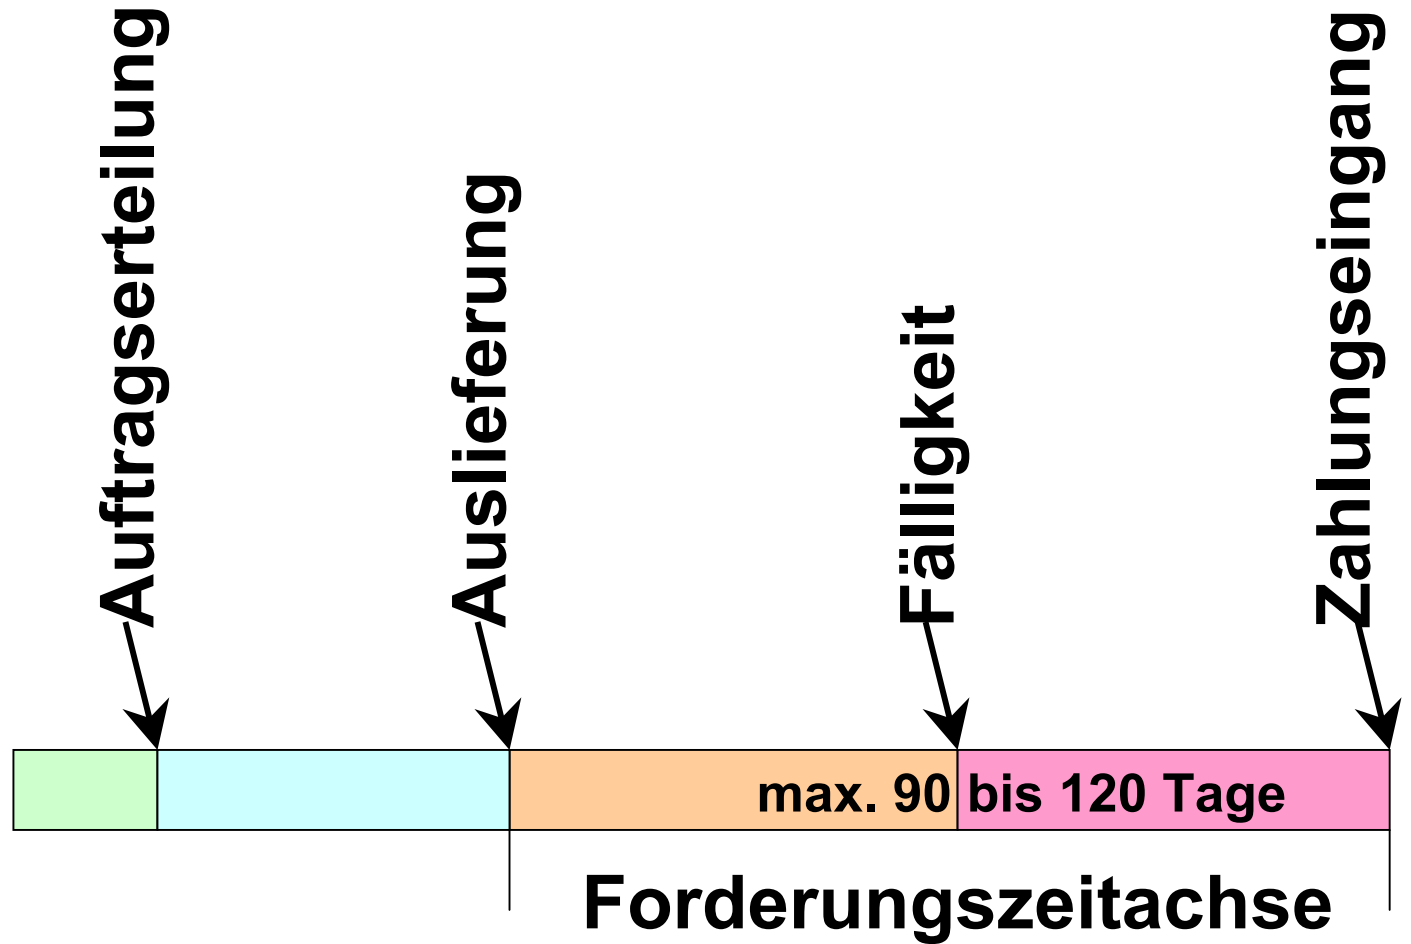 Auftragserteilung
Auslieferung
Fälligkeit
Zahlungseingang
max. 90 bis 120 Tage
Forderungszeitachse